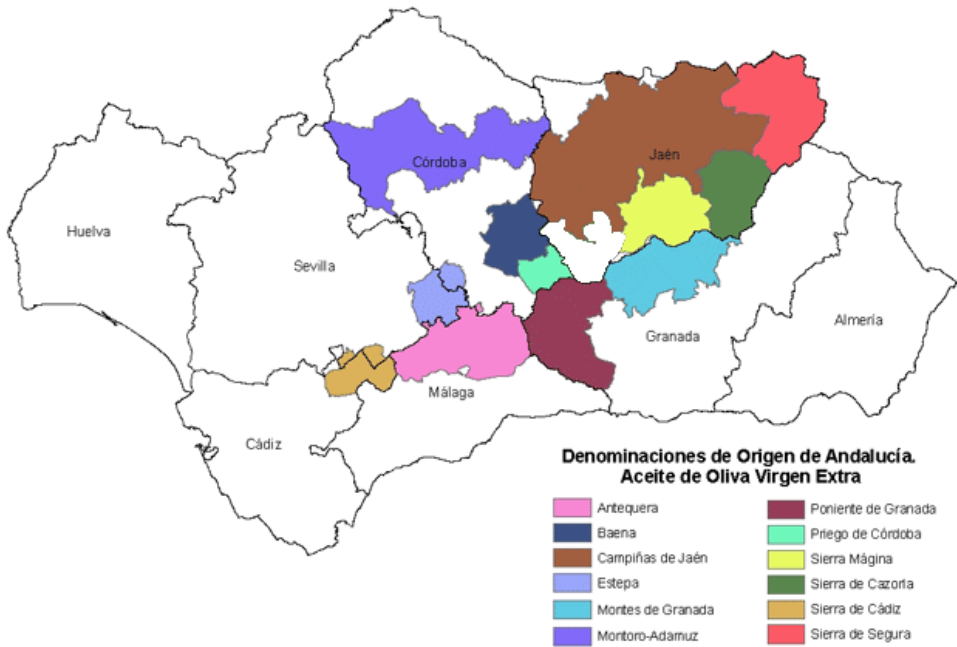 Córdoba
Jaén
Huelva
Sevilla
Almería
Granada
Málaga
Cádiz
Denominaciones de Origen de Andalucía.
Aceite de Oliva Virgen Extra
Antequera
Baena
Campiñas de Jaén
Estepa
Montes de Granada
Montoro-Adamuz
Poniente de Granada
Priego de Córdoba
Sierra Mágina
Sierra de Cazorla
Sierra de Cádiz
Sierra de Segura